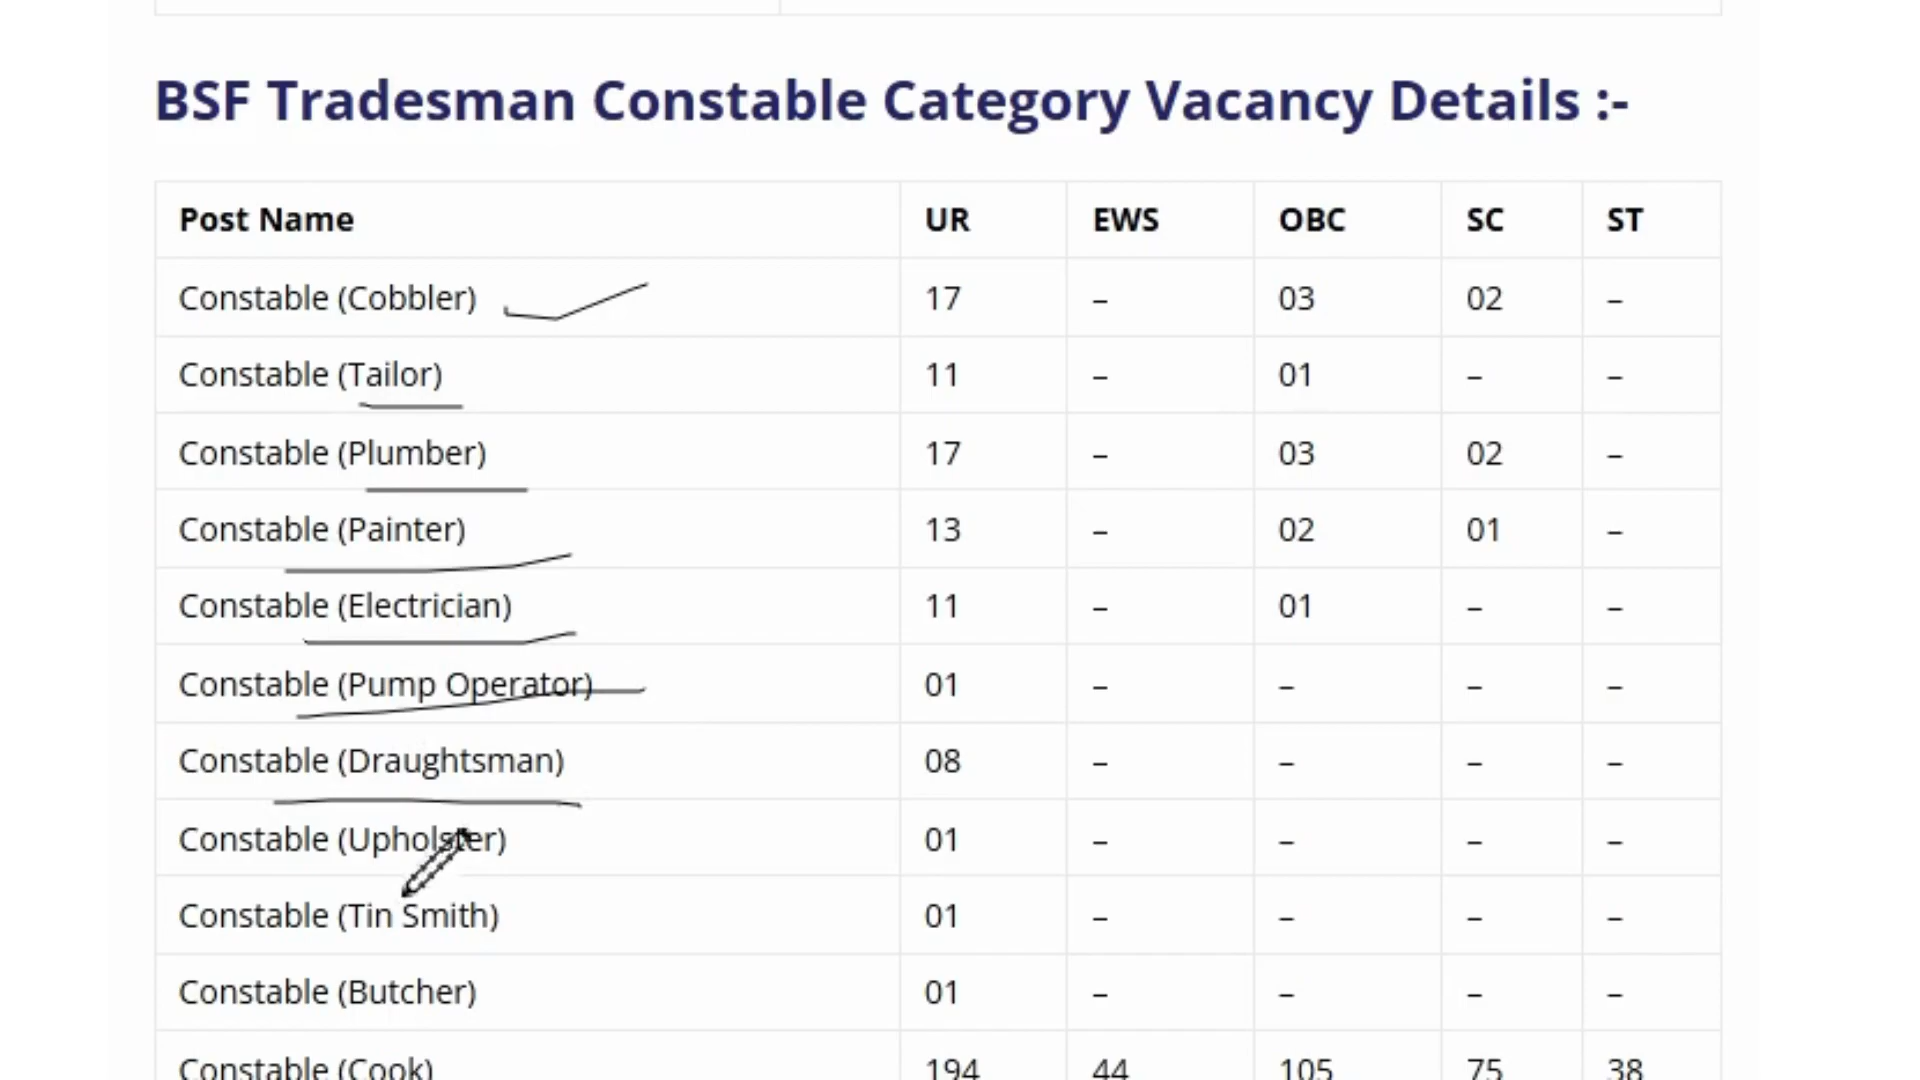 BSF Tradesman Constable Category Vacancy Details :-
Post Name UR EWS OBC SC ST
Constable (Cobbler) 17 – 03 02 –
Constable (Tailor) 11 – 01 – –
Constable (Plumber) 17 – 03 02 –
Constable (Painter) 13 – 02 01 –
Constable (Electrician) 11 – 01 – –
Constable (Pump Operator) 01 – – – –
Constable (Draughtsman) 08 – – – –
Constable (Upholster) 01 – – – –
Constable (Tin Smith) 01 – – – –
Constable (Butcher) 01 – – – –
Constable (Cook) 194 44 105 75 38